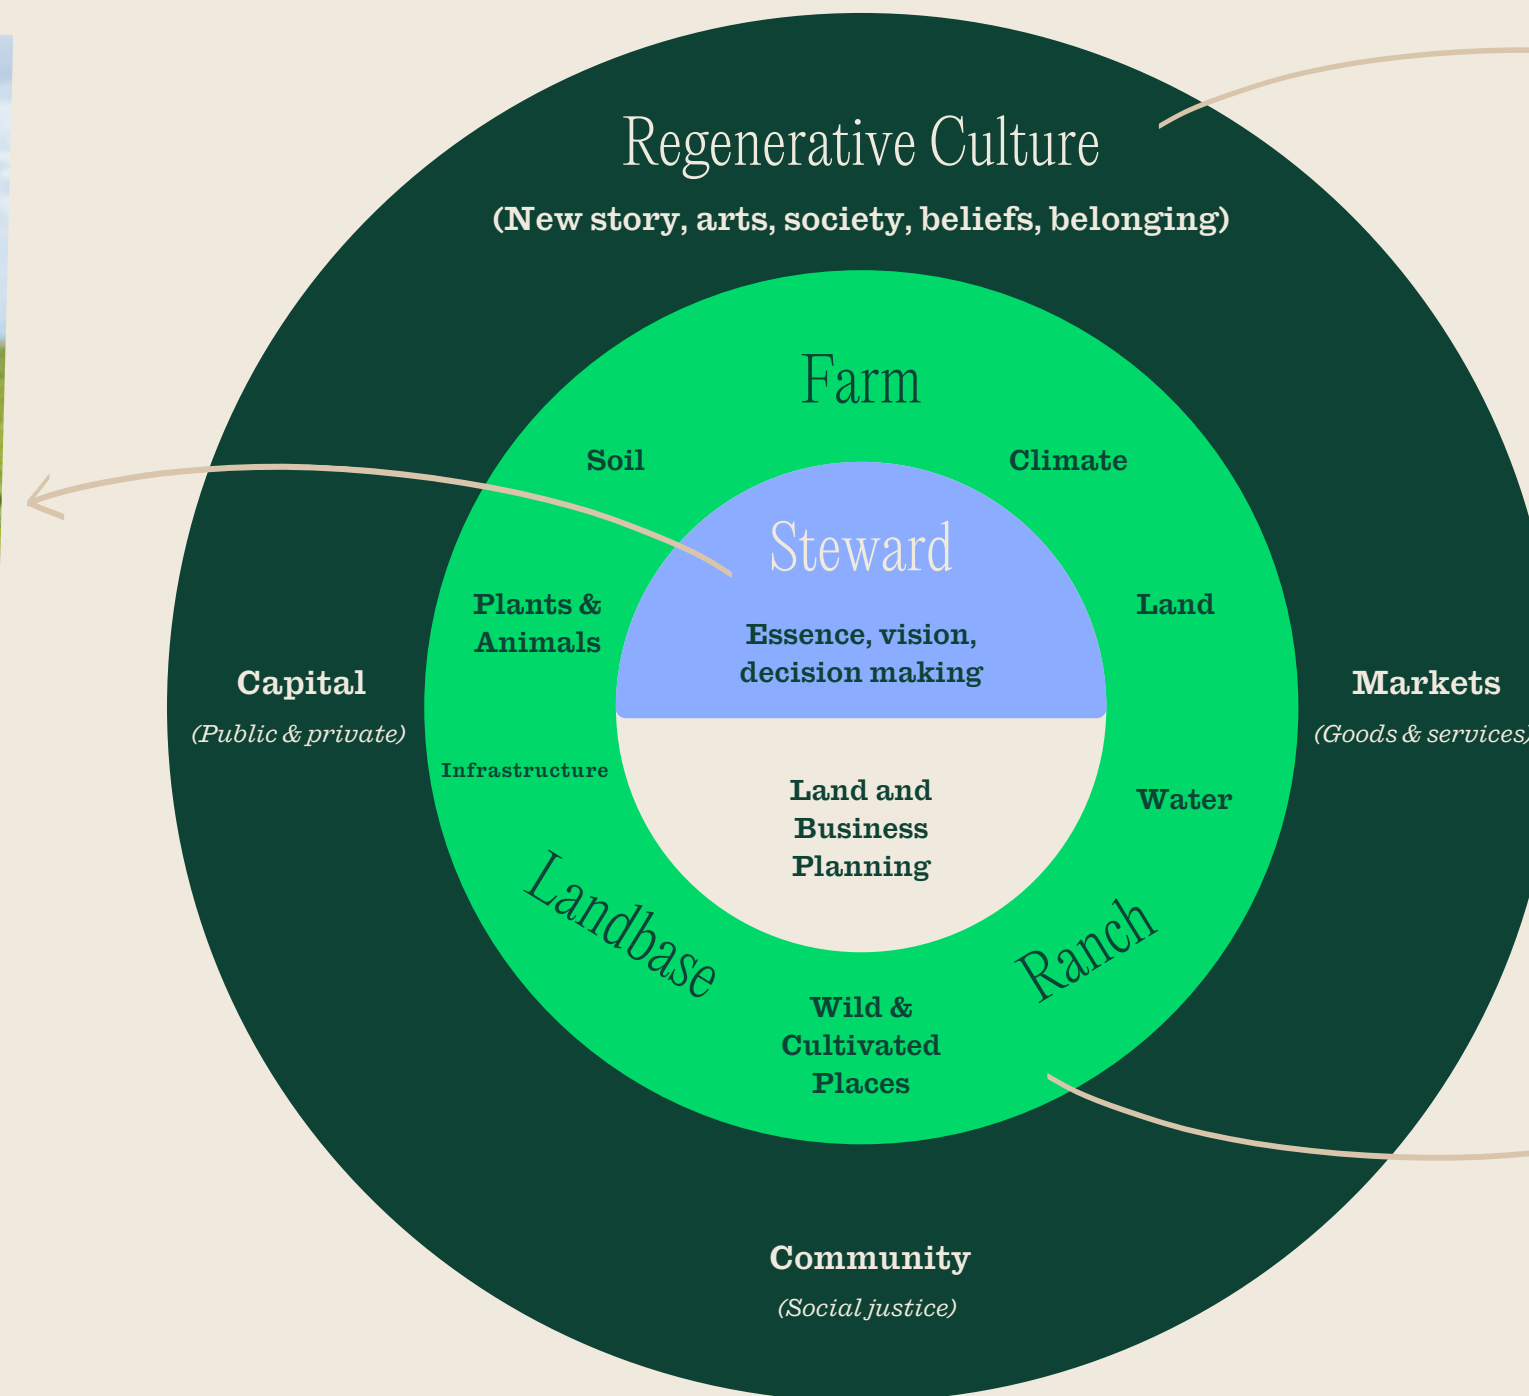 Regenerative Culture
(New story, arts, society, beliefs, belonging)
Farm
Soil
Climate
Steward
Essence, vision,
decision making
Plants &
Animals
Land
Capital
(Public & private)
Markets
(Goods & services)
Infrastructure
Land and
Business
Planning
Water
Landbase
Ranch
Wild &
Cultivated
Places
Community
(Social justice)